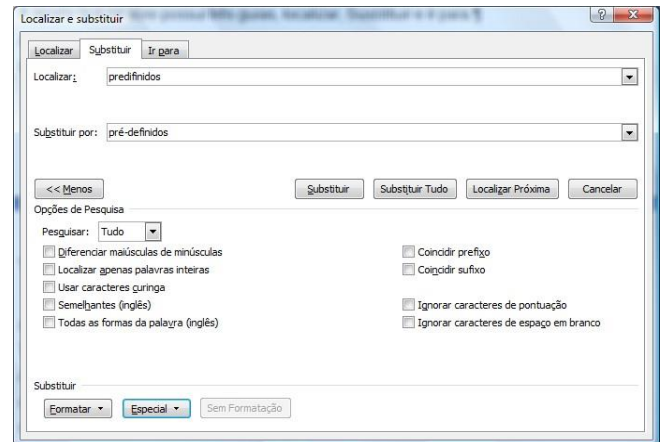 Localizar e substituir
Localizar Substituir Ir para
Localizar: predifinidos
Substituir por: pré-definidos
<< Menos Substituir Substituir Tudo Localizar Próxima Cancelar
Opções de Pesquisa
Pesquisar: Tudo
Diferenciar maiúsculas de minúsculas Coincidir prefixo
Localizar apenas palavras inteiras Coincidir sufixo
Usar caracteres curinga
Semelhantes (inglês) Ignorar caracteres de pontuação
Todas as formas da palavra (inglês) Ignorar caracteres de espaço em branco
Substituir
Formatar Especial Sem Formatação